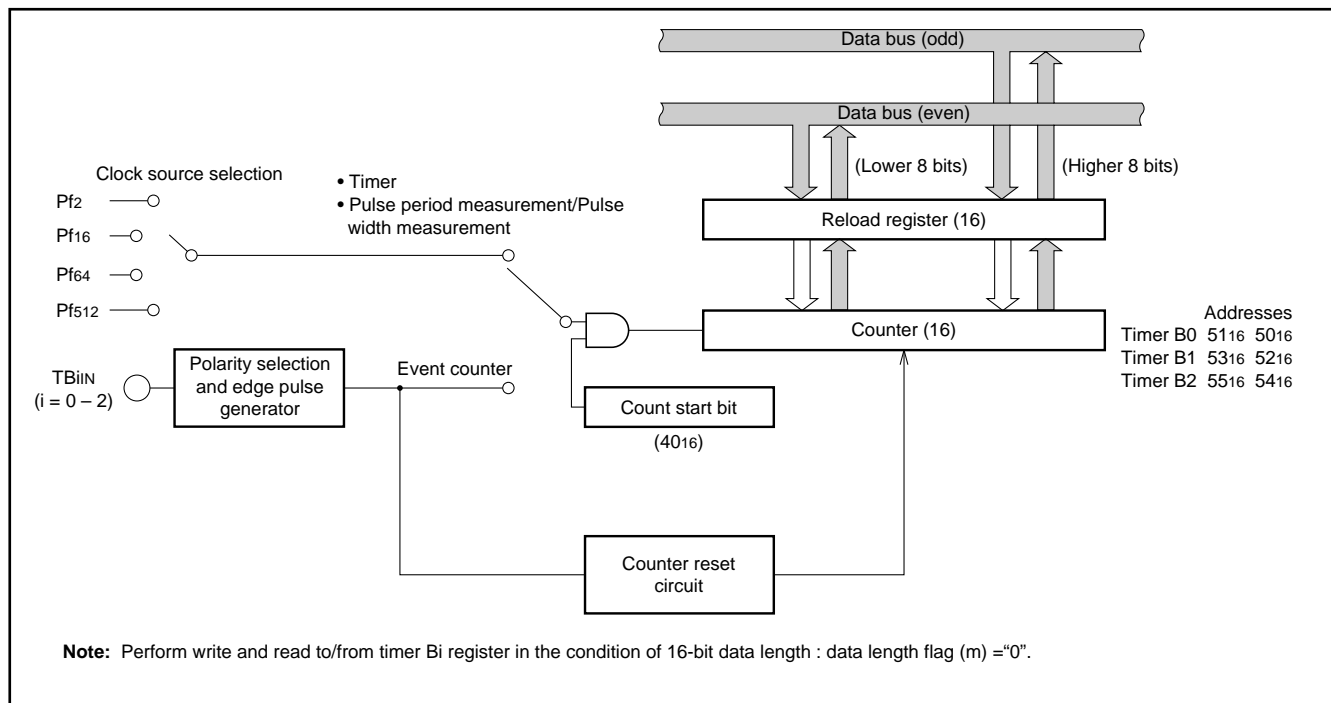 Data bus (odd)
Data bus (even)
(Lower 8 bits)
(Higher 8 bits)
Clock source selection
Pf2
Pf16
Pf64
Pf512
• Timer
• Pulse period measurement/Pulse
width measurement
Reload register (16)
Counter (16)
Addresses
Timer B0 5116 5016
Timer B1 5316 5216
Timer B2 5516 5416
TBiIN
(i = 0 – 2)
Polarity selection
and edge pulse
generator
Event counter
Count start bit
(4016)
Counter reset
circuit
Note: Perform write and read to/from timer Bi register in the condition of 16-bit data length : data length flag (m) =“0”.